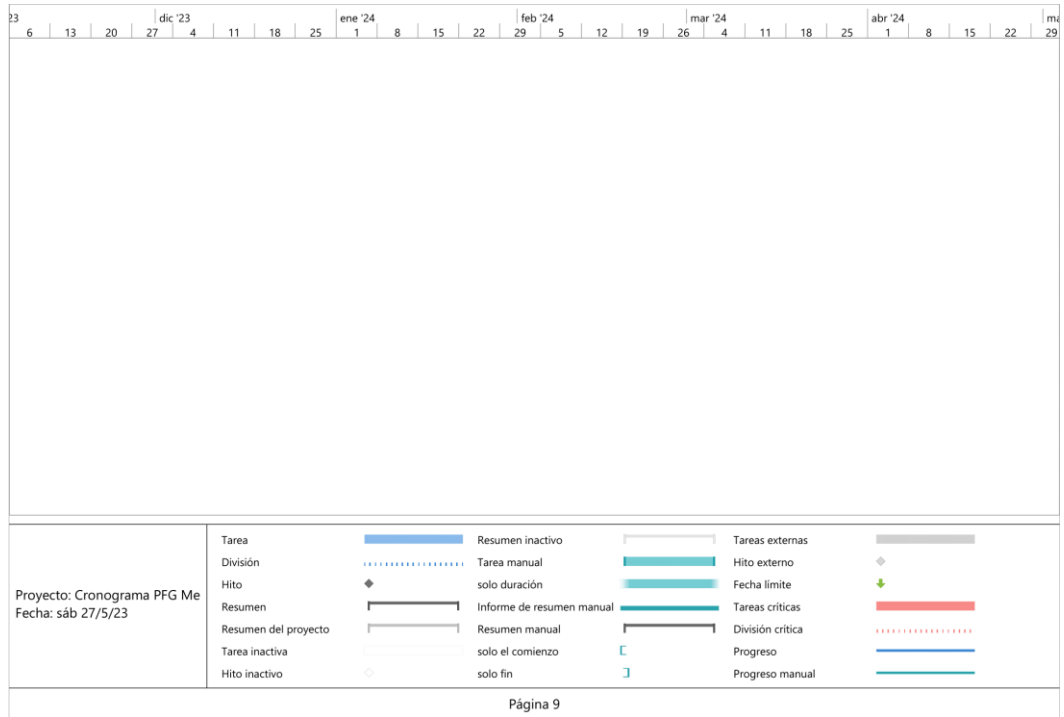 23 dic '23 ene '24 feb '24 mar '24 abr '24 ma
6 13 20 27 4 11 18 25 1 8 15 22 29 5 12 19 26 4 11 18 25 1 8 15 22 29
Proyecto: Cronograma PFG Me
Fecha: sáb 27/5/23
Tarea
División
Hito
Resumen
Resumen del proyecto
Tarea inactiva
Hito inactivo
Resumen inactivo
Tarea manual
solo duración
Informe de resumen manual
Resumen manual
solo el comienzo
solo fin
Tareas externas
Hito externo
Fecha límite
Tareas críticas
División crítica
Progreso
Progreso manual
Página 9